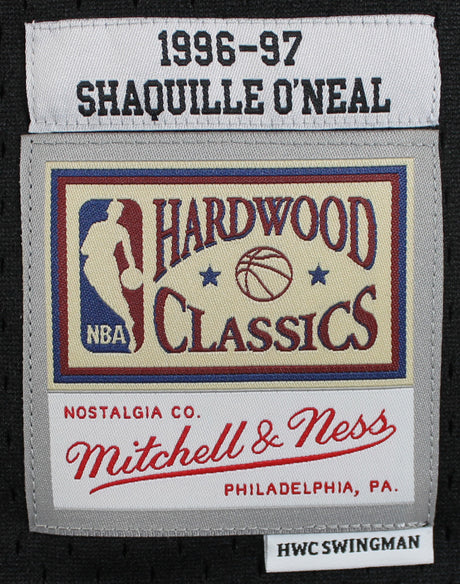 1996-97
SHAQUILLE O'NEAL
HARDWOOD
CLASSICS
NBA
NOSTALGIA CO.
Mitchell & Ness
PHILADELPHIA, PA.
HWC SWINGMAN